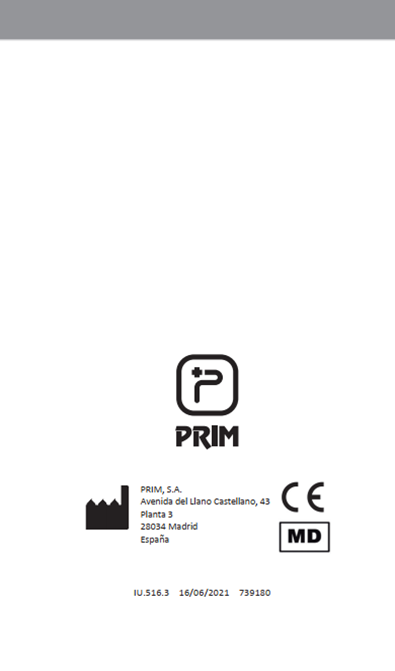 PRIM
PRIM, S.A.
Avenida del Llano Castellano, 43
Planta 3
28034 Madrid
España
CE
MD
IU.516.3 16/06/2021 739180